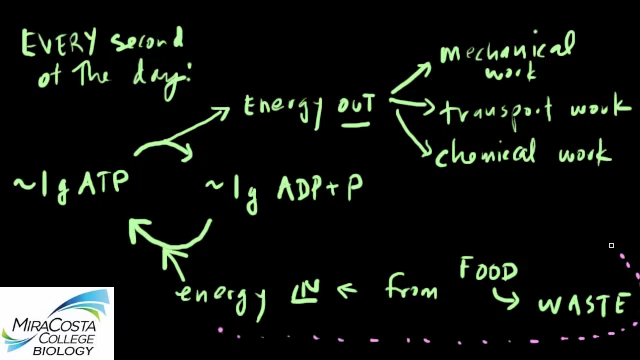 EVERY second
of The day:
Energy OUT
mechanical
work
transport work
chemical work
~1g ATP
~1g ADP+P
energy IN ← from
FOOD
WASTE
MIRACOSTA
COLLEGE
BIOLOGY